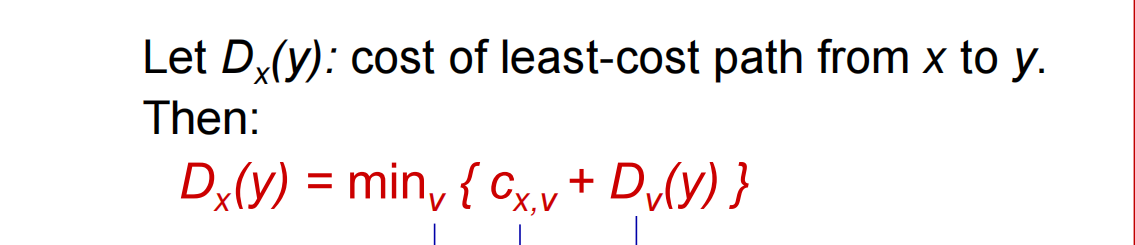 Let Dₓ(y): cost of least-cost path from x to y.
Then:
Dₓ(y) = minᵥ { cₓ,ᵥ + Dᵥ(y) }